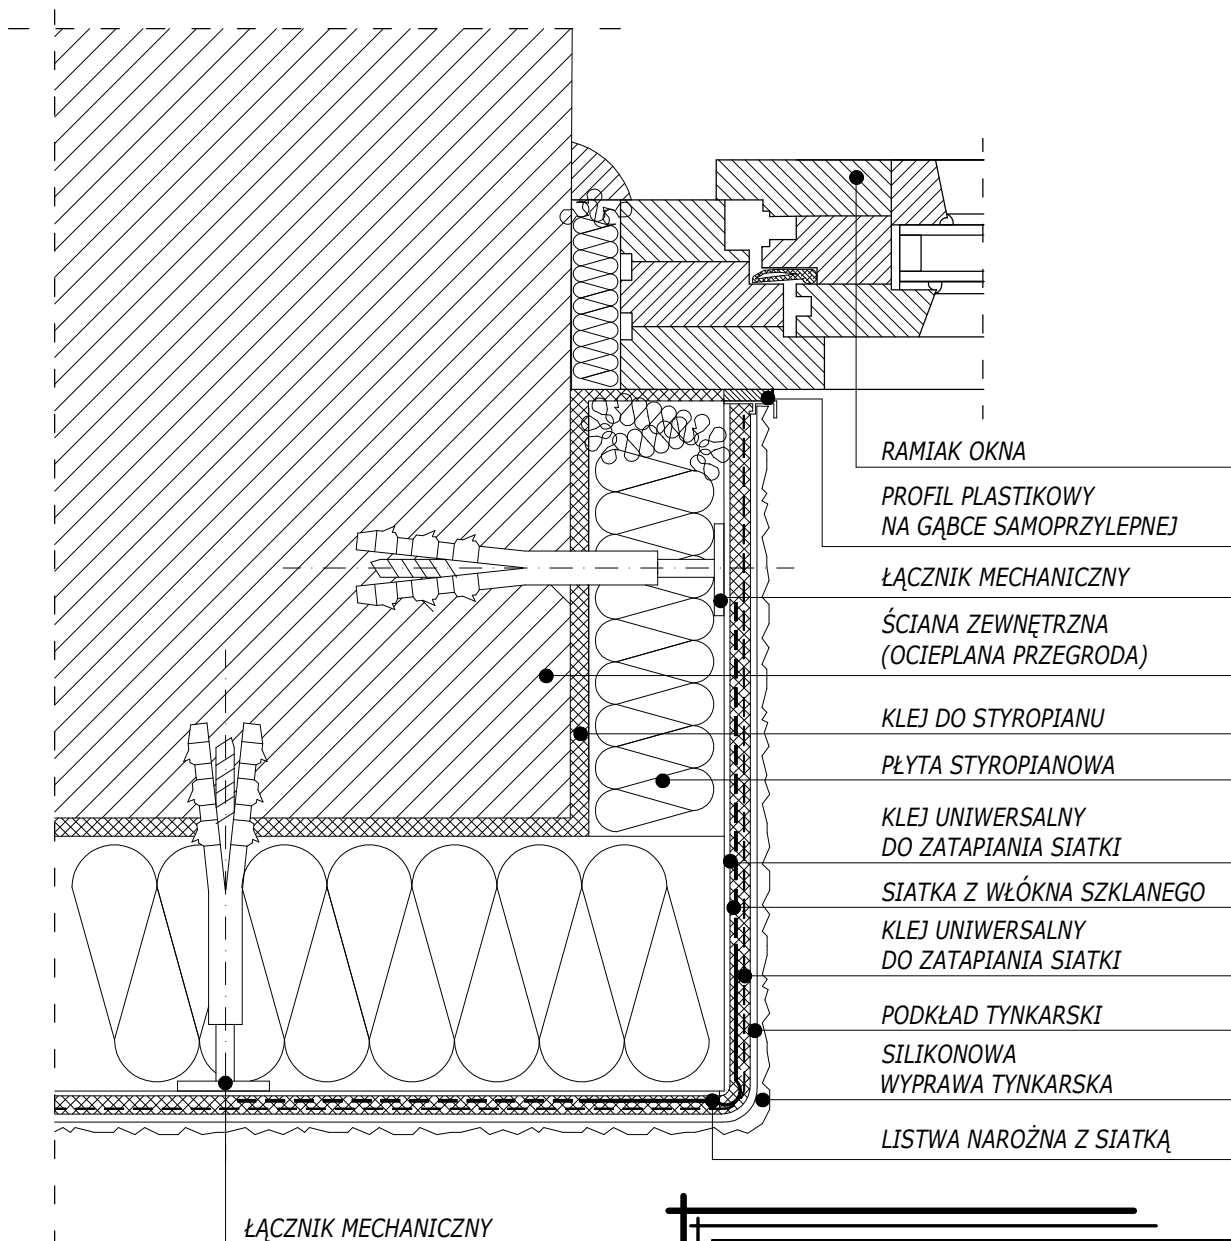 RAMIAK OKNA
PROFIL PLASTIKOWY
NA GĄBCE SAMOPRZYLEPNEJ
ŁĄCZNIK MECHANICZNY
ŚCIANA ZEWNĘTRZNA
(OCIEPLANA PRZEGRODA)
KLEJ DO STYROPIANU
PŁYTA STYROPIANOWA
KLEJ UNIWERSALNY
DO ZATAPIANIA SIATKI
SIATKA Z WŁÓKNA SZKLANEGO
KLEJ UNIWERSALNY
DO ZATAPIANIA SIATKI
PODKŁAD TYNKARSKI
SILIKONOWA
WYPRAWA TYNKARSKA
LISTWA NAROŻNA Z SIATKĄ
ŁĄCZNIK MECHANICZNY